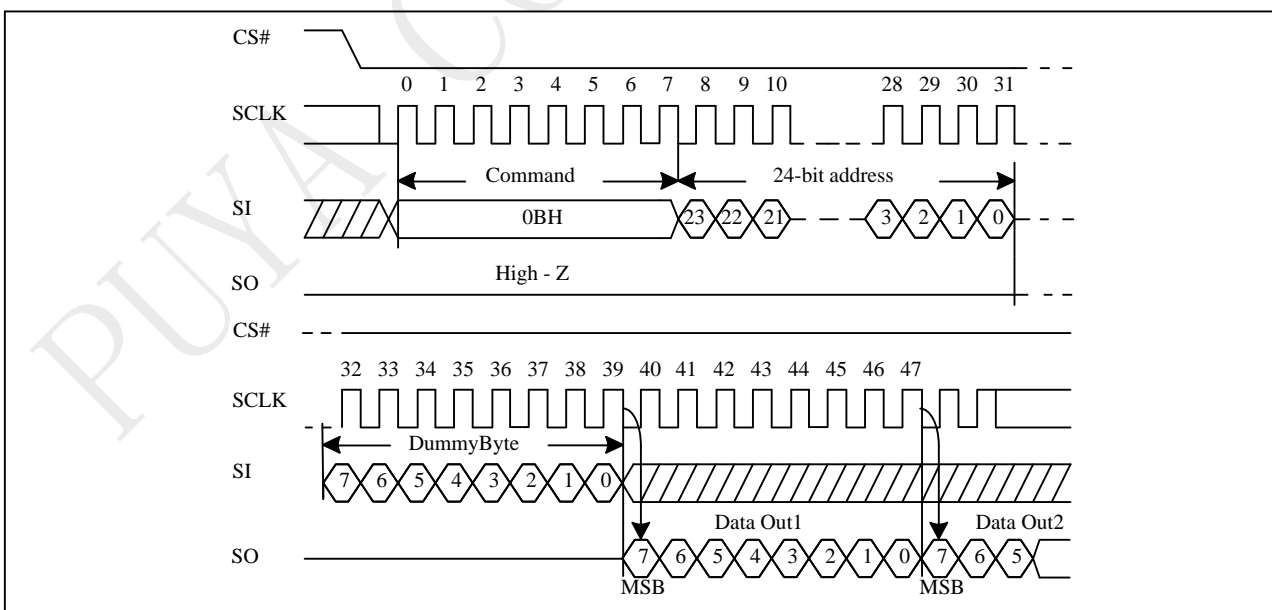 PUYA CO
CS#
0 1 2 3 4 5 6 7 8 9 10 28 29 30 31
SCLK
Command 24-bit address
SI 0BH 23 22 21 3 2 1 0
High - Z
SO
CS#
32 33 34 35 36 37 38 39 40 41 42 43 44 45 46 47
SCLK
DummyByte
SI 7 6 5 4 3 2 1 0
Data Out1 Data Out2
SO 7 6 5 4 3 2 1 0 7 6 5
MSB MSB